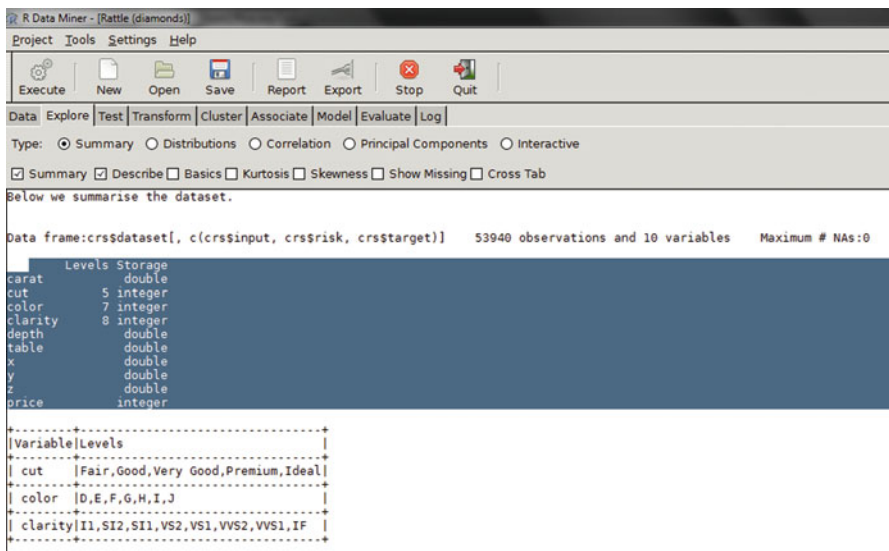 R Data Miner - [Rattle (diamonds)]
Project Tools Settings Help
Execute New Open Save Report Export Stop Quit
Data Explore Test Transform Cluster Associate Model Evaluate Log
Type: Summary Distributions Correlation Principal Components Interactive
Summary Describe Basics Kurtosis Skewness Show Missing Cross Tab
Below we summarise the dataset.
Data frame:crs$dataset[, c(crs$input, crs$risk, crs$target)] 53940 observations and 10 variables Maximum # NAs:0
Levels Storage
carat double
cut 5 integer
color 7 integer
clarity 8 integer
depth double
table double
x double
y double
z double
price integer
+--------+--------------------------------+
|Variable|Levels |
+--------+--------------------------------+
| cut |Fair,Good,Very Good,Premium,Ideal|
+--------+--------------------------------+
| color |D,E,F,G,H,I,J |
+--------+--------------------------------+
| clarity|I1,SI2,SI1,VS2,VS1,VVS2,VVS1,IF |
+--------+--------------------------------+